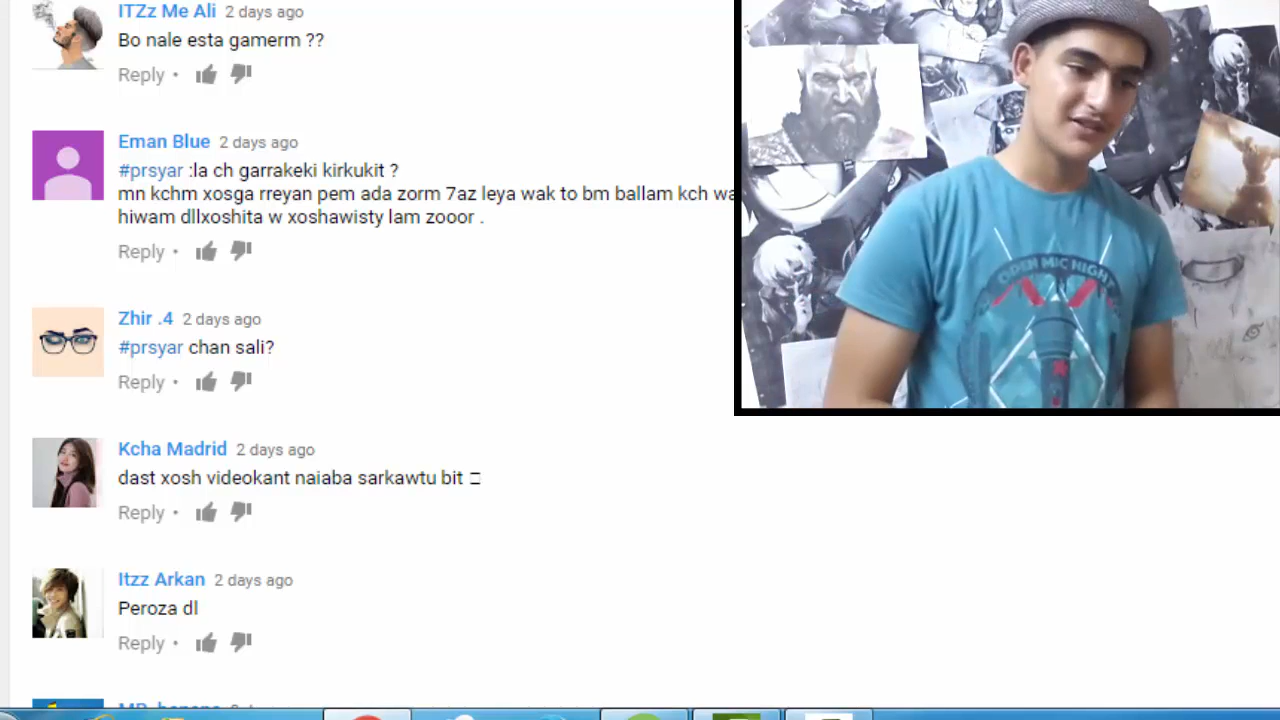 ITZz Me Ali 2 days ago
Bo nale esta gamerm ??
Reply •
Eman Blue 2 days ago
#prsyar :la ch garrakeki kirkukit ?
mn kchm xosga rreyan pem ada zorm 7az leya wak to bm ballam kch
hiwam dllxoshita w xoshawisty lam zooor .
Reply •
Zhir .4 2 days ago
#prsyar chan sali?
Reply •
Kcha Madrid 2 days ago
dast xosh videokant naiaba sarkawtu bit
Reply •
Itzz Arkan 2 days ago
Peroza dl
Reply •
OPEN MIC NIGHT